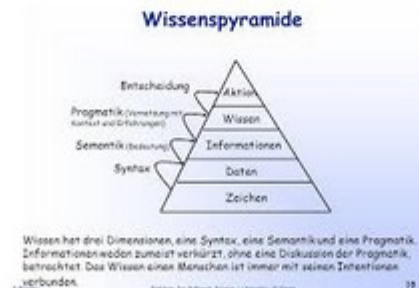 Wissenspyramide
Entscheidung
Aktion
Pragmatik (Vernetzung mit
Kontext und Erfahrungen)
Wissen
Semantik (Bedeutung)
Informationen
Syntax
Daten
Zeichen
Wissen hat drei Dimensionen, eine Syntax, eine Semantik und eine Pragmatik.
Informationen werden zumeist verkürzt, ohne eine Diskussion der Pragmatik,
betrachtet. Das Wissen eines Menschen ist immer mit seinen Intentionen
verbunden.